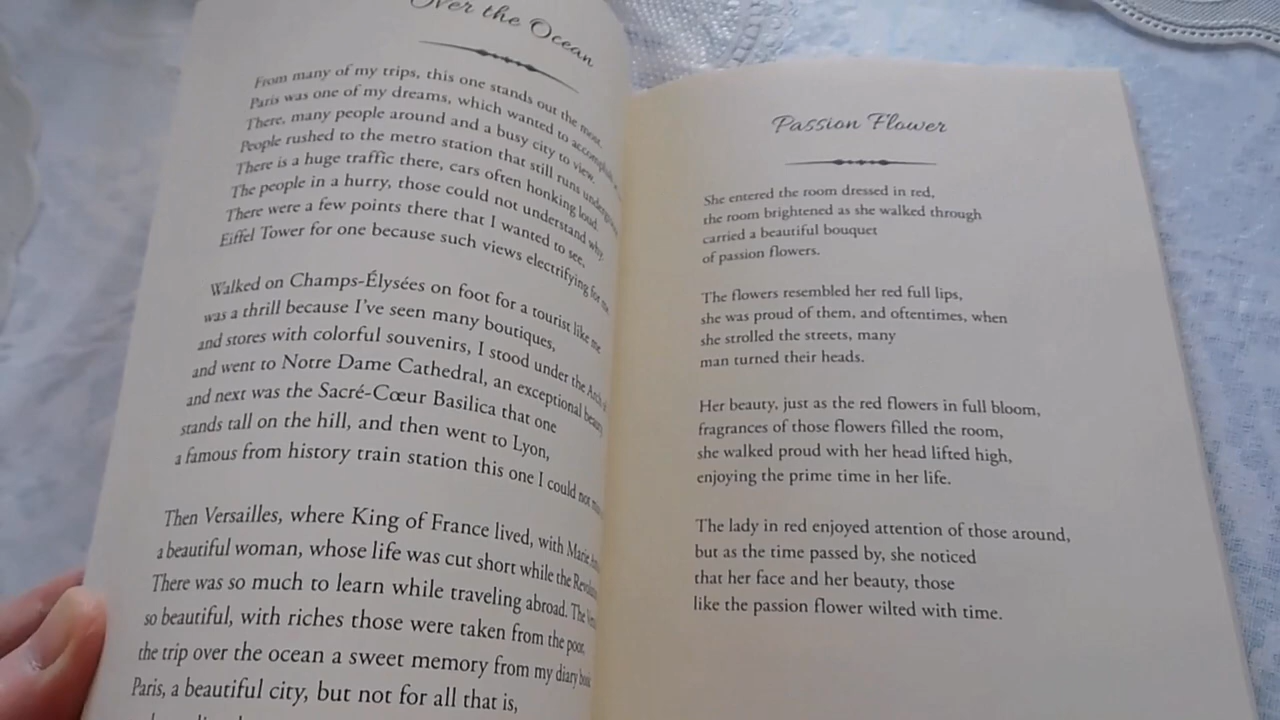 Over the Ocean
From many of my trips, this one stands out the most.
Paris was one of my dreams, which wanted to accomplish
There, many people around and a busy city to view.
People rushed to the metro station that still runs
There is a huge traffic there, cars often honking loud.
The people in a hurry, those could not understand why.
There were a few points there that I wanted to see.
Eiffel Tower for one because such views electrifying for me.
Walked on Champs-Élysées on foot for a tourist like me
was a thrill because I've seen many boutiques,
and stores with colorful souvenirs, I stood under the Arch
and went to Notre Dame Cathedral, an exceptional beauty
and next was the Sacré-Cœur Basilica that one
stands tall on the hill, and then went to Lyon,
a famous from history train station this one I could not
Then Versailles, where King of France lived, with Marie
a beautiful woman, whose life was cut short while the
There was so much to learn while traveling abroad. The
so beautiful, with riches those were taken from the poor,
the trip over the ocean a sweet memory from my diary
Paris, a beautiful city, but not for all that is,
Passion Flower
She entered the room dressed in red,
the room brightened as she walked through
carried a beautiful bouquet
of passion flowers.
The flowers resembled her red full lips,
she was proud of them, and oftentimes, when
she strolled the streets, many
man turned their heads.
Her beauty, just as the red flowers in full bloom,
fragrances of those flowers filled the room,
she walked proud with her head lifted high,
enjoying the prime time in her life.
The lady in red enjoyed attention of those around,
but as the time passed by, she noticed
that her face and her beauty, those
like the passion flower wilted with time.